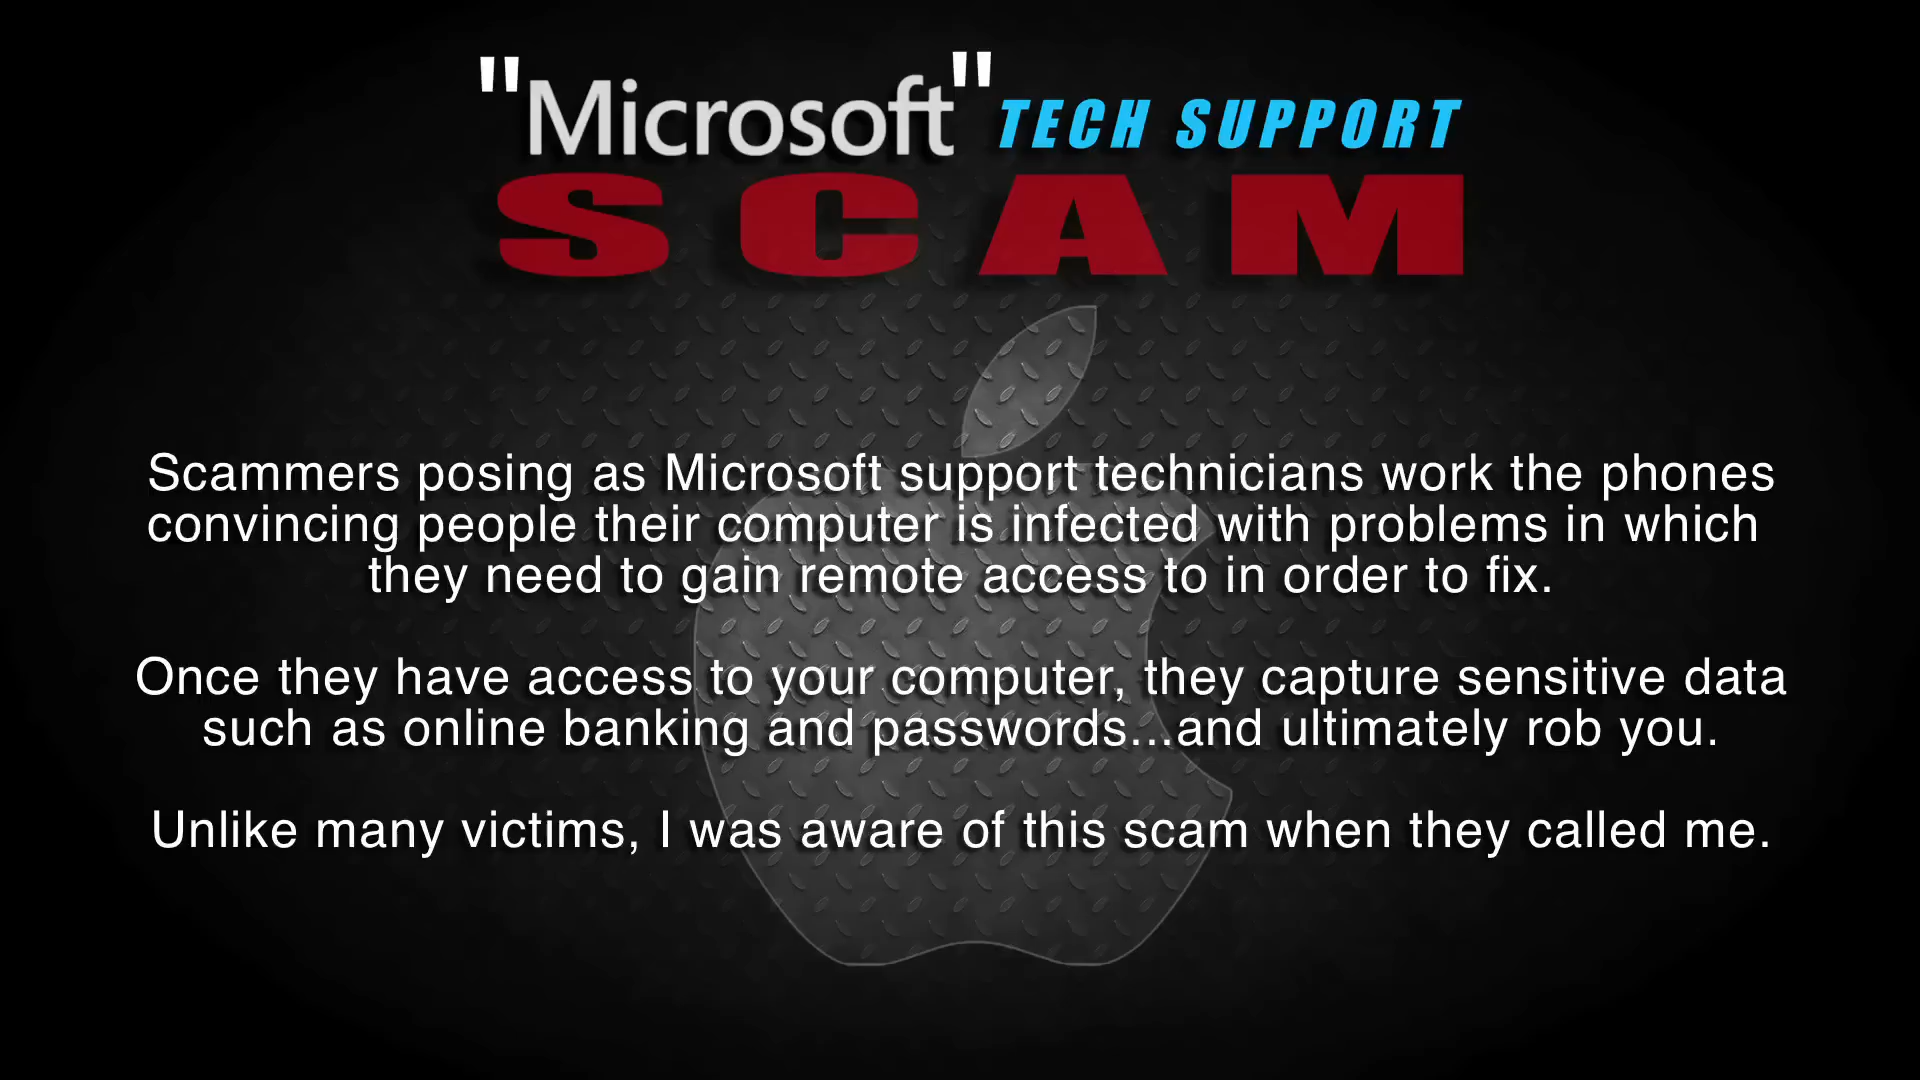 "Microsoft" TECH SUPPORT
SCAM
Scammers posing as Microsoft support technicians work the phones
convincing people their computer is infected with problems in which
they need to gain remote access to in order to fix.
Once they have access to your computer, they capture sensitive data
such as online banking and passwords...and ultimately rob you.
Unlike many victims, I was aware of this scam when they called me.